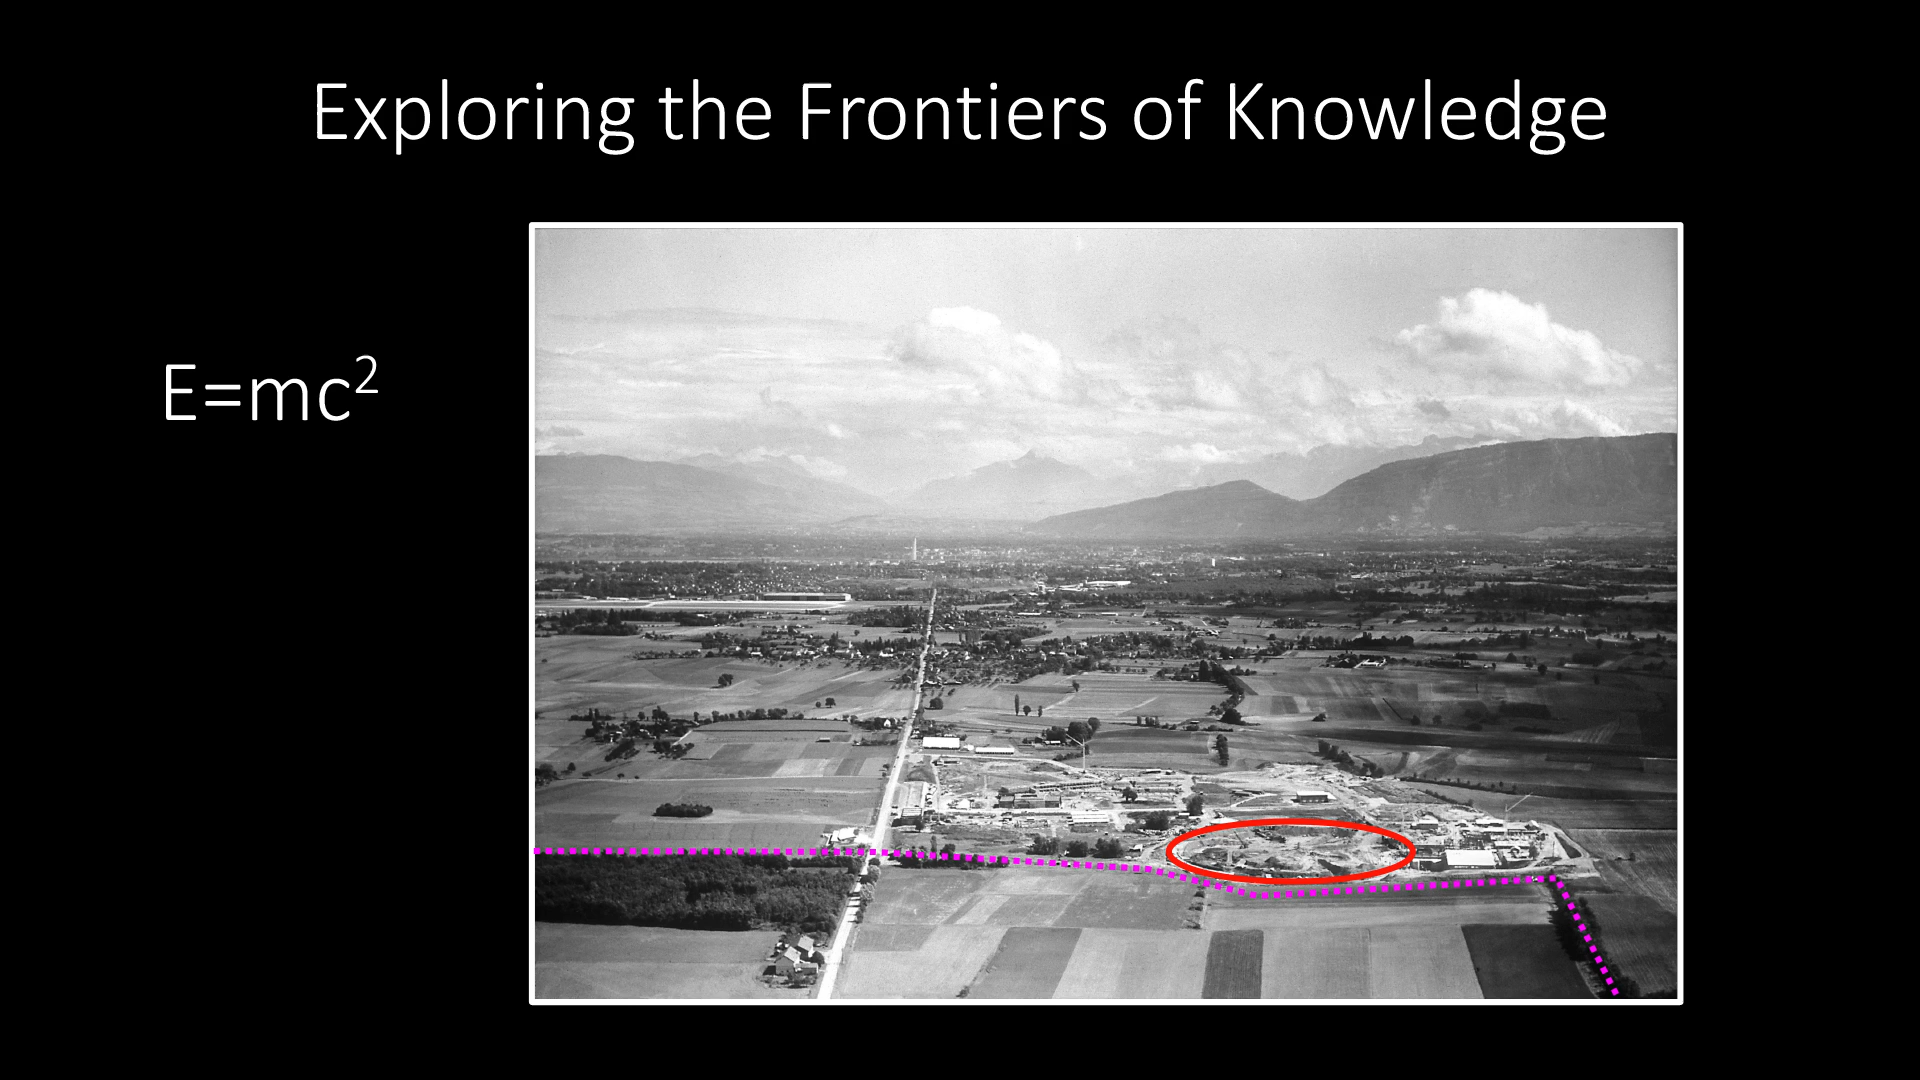 Exploring the Frontiers of Knowledge
E=mc²